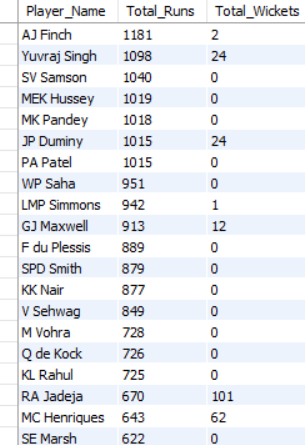 Player_Name Total_Runs Total_Wickets
AJ Finch 1181 2
Yuvraj Singh 1098 24
SV Samson 1040 0
MEK Hussey 1019 0
MK Pandey 1018 0
JP Duminy 1015 24
PA Patel 1015 0
WP Saha 951 0
LMP Simmons 942 1
GJ Maxwell 913 12
F du Plessis 889 0
SPD Smith 879 0
KK Nair 877 0
V Sehwag 849 0
M Vohra 728 0
Q de Kock 726 0
KL Rahul 725 0
RA Jadeja 670 101
MC Henriques 643 62
SE Marsh 622 0